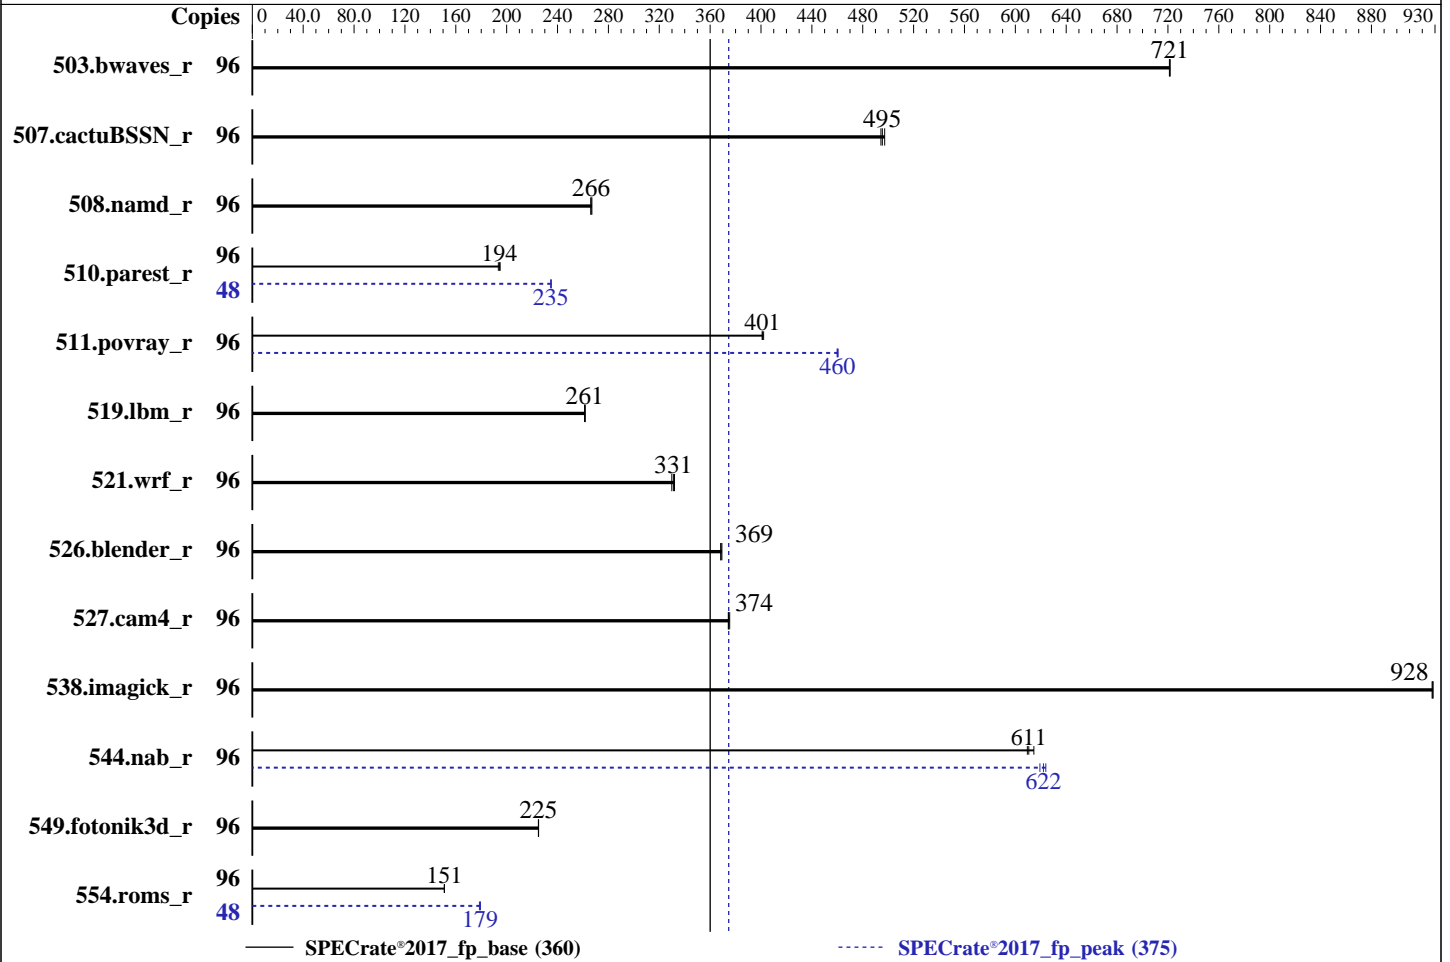 Copies 0 40.0 80.0 120 160 200 240 280 320 360 400 440 480 520 560 600 640 680 720 760 800 840 880 930
503.bwaves_r 96 721
507.cactuBSSN_r 96 495
508.namd_r 96 266
96 194
510.parest_r
48 235
511.povray_r 96 401
460
519.lbm_r 96 261
521.wrf_r 96 331
526.blender_r 96 369
527.cam4_r 96 374
538.imagick_r 96 928
544.nab_r 96 611
622
549.fotonik3d_r 96 225
96 151
554.roms_r
48 179
SPECrate®2017_fp_base (360) SPECrate®2017_fp_peak (375)